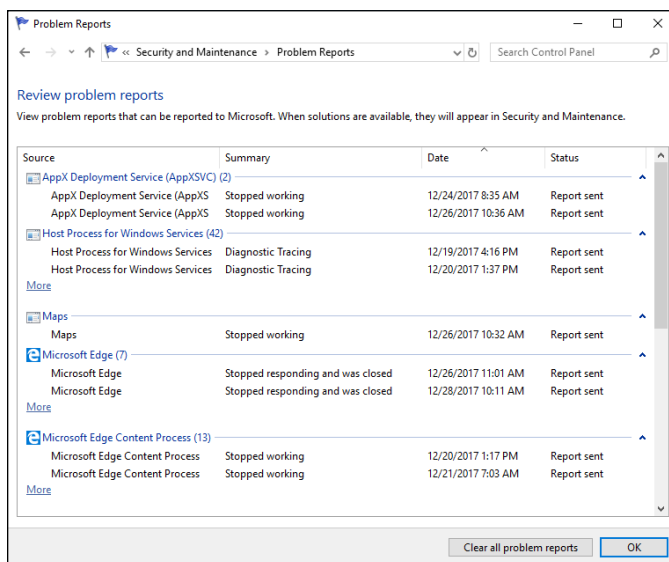 Problem Reports
« Security and Maintenance > Problem Reports
Search Control Panel
Review problem reports
View problem reports that can be reported to Microsoft. When solutions are available, they will appear in Security and Maintenance.
Source Summary Date Status
AppX Deployment Service (AppXSVC) (2)
AppX Deployment Service (AppXS Stopped working 12/24/2017 8:35 AM Report sent
AppX Deployment Service (AppXS Stopped working 12/26/2017 10:36 AM Report sent
Host Process for Windows Services (42)
Host Process for Windows Services Diagnostic Tracing 12/19/2017 4:16 PM Report sent
Host Process for Windows Services Diagnostic Tracing 12/20/2017 1:37 PM Report sent
More
Maps
Maps Stopped working 12/26/2017 10:32 AM Report sent
Microsoft Edge (7)
Microsoft Edge Stopped responding and was closed 12/26/2017 11:01 AM Report sent
Microsoft Edge Stopped responding and was closed 12/28/2017 10:11 AM Report sent
More
Microsoft Edge Content Process (13)
Microsoft Edge Content Process Stopped working 12/20/2017 1:17 PM Report sent
Microsoft Edge Content Process Stopped working 12/21/2017 7:03 AM Report sent
More
Clear all problem reports OK